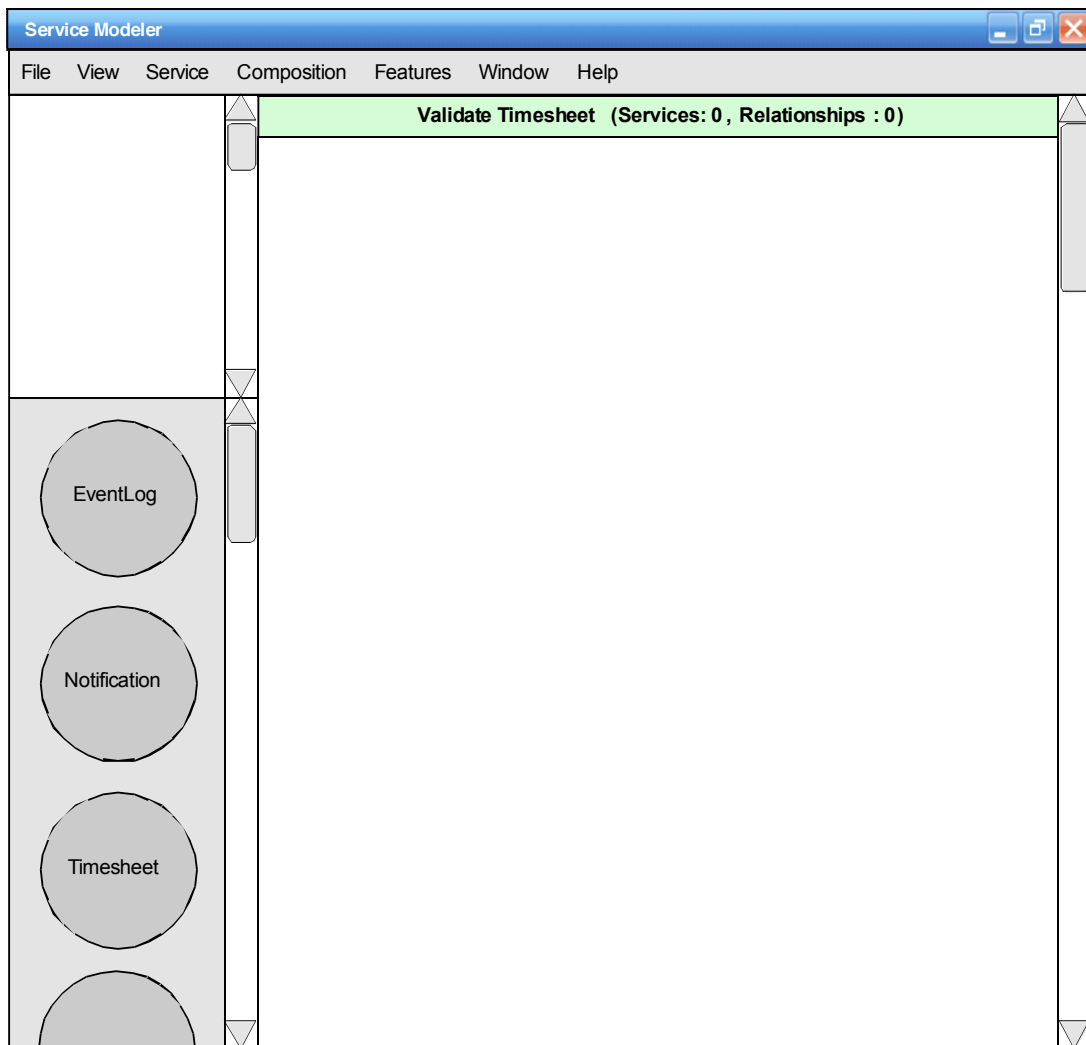 Service Modeler
File View Service Composition Features Window Help
Validate Timesheet (Services: 0, Relationships : 0)
EventLog
Notification
Timesheet